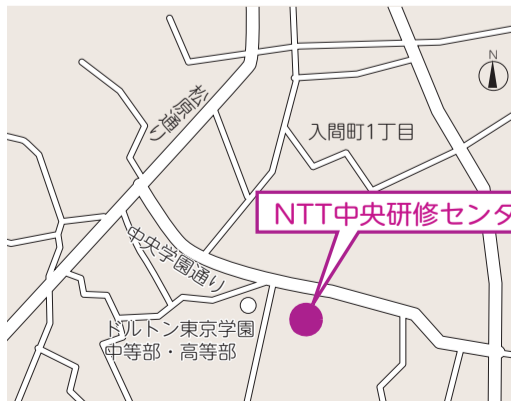 N
松原通り
入間町1丁目
NTT中央研修センタ
中央学園通り
ドルトン東京学園
中等部・高等部